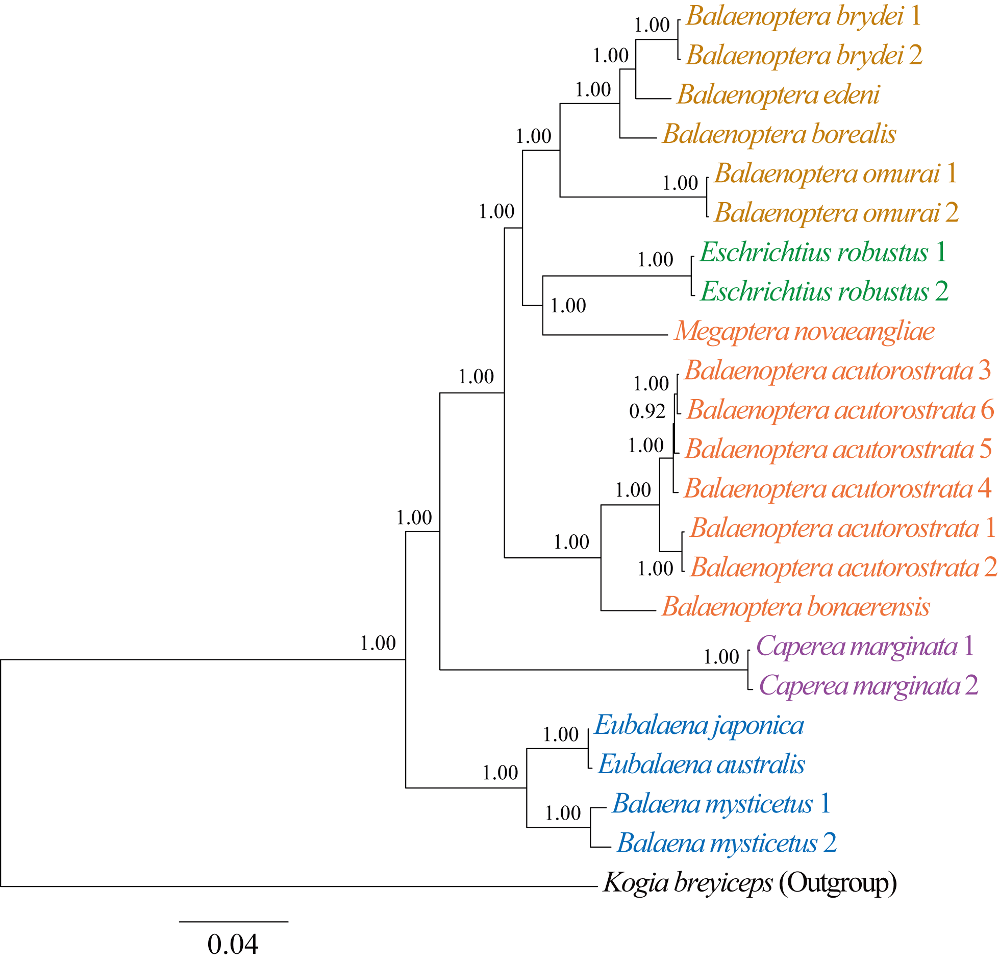 Balaenoptera brydei 1
1.00
Balaenoptera brydei 2
1.00
1.00
Balaenoptera edeni
Balaenoptera borealis
1.00
Balaenoptera omurai 1
1.00
Balaenoptera omurai 2
1.00
Eschrichtius robustus 1
1.00
Eschrichtius robustus 2
1.00
Megaptera novaeangliae
Balaenoptera acutorostrata 3
1.00
1.00
Balaenoptera acutorostrata 6
0.92
1.00
Balaenoptera acutorostrata 5
Balaenoptera acutorostrata 4
1.00
1.00
Balaenoptera acutorostrata 1
1.00
Balaenoptera acutorostrata 2
1.00
Balaenoptera bonaerensis
1.00
Caperea marginata 1
1.00
Caperea marginata 2
Eubalaena japonica
1.00
Eubalaena australis
1.00
Balaena mysticetus 1
1.00
Balaena mysticetus 2
Kogia breyiceps (Outgroup)
0.04